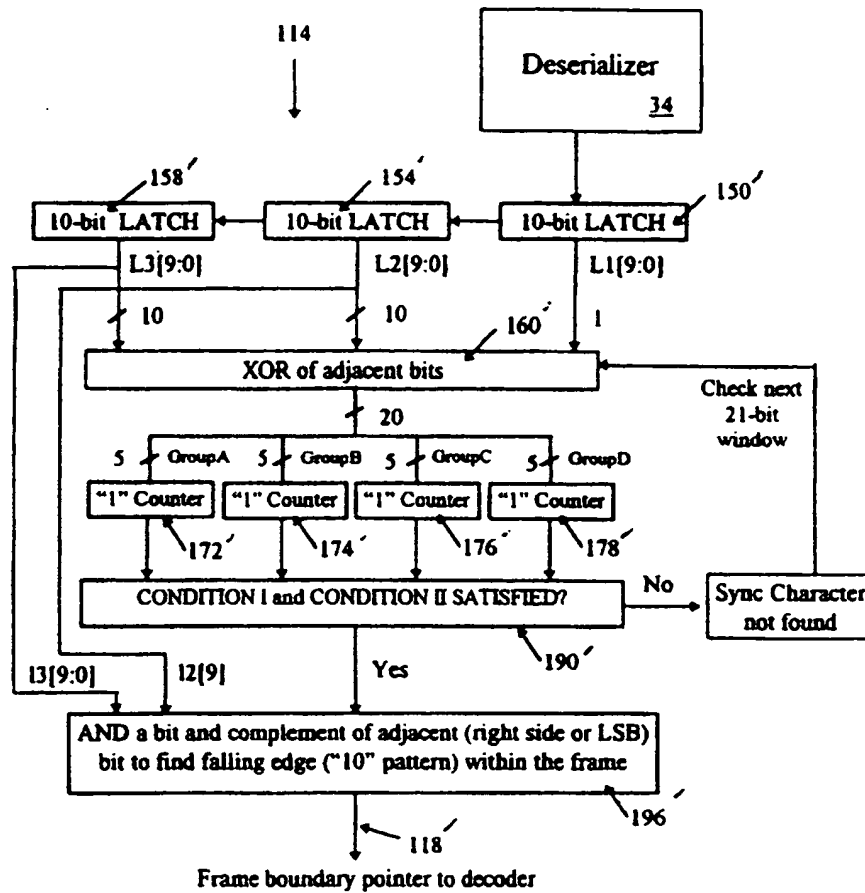 114
Deserializer
34
158′
154′
150′
10-bit LATCH
10-bit LATCH
10-bit LATCH
L3[9:0]
L2[9:0]
L1[9:0]
10
10
1
160′
XOR of adjacent bits
20
Check next
21-bit
window
5
GroupA
5
GroupB
5
GroupC
5
GroupD
"1" Counter
"1" Counter
"1" Counter
"1" Counter
172′
174′
176′
178′
CONDITION I and CONDITION II SATISFIED?
No
Sync Character
not found
190′
l3[9:0]
l2[9]
Yes
AND a bit and complement of adjacent (right side or LSB)
bit to find falling edge ("10" pattern) within the frame
196′
118′
Frame boundary pointer to decoder